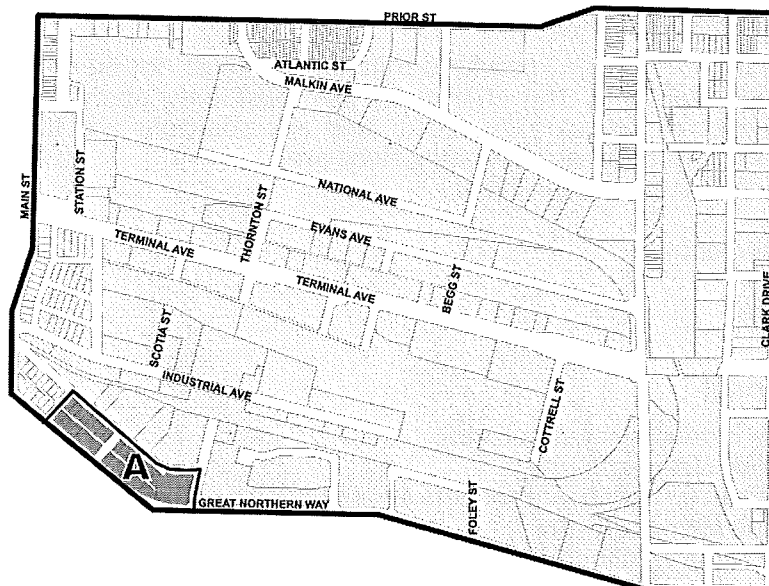 PRIOR ST
ATLANTIC ST
MALKIN AVE
MAIN ST
STATION ST
NATIONAL AVE
THORNTON ST
EVANS AVE
TERMINAL AVE
TERMINAL AVE
BEGG ST
CLARK DRIVE
SCOTIA ST
INDUSTRIAL AVE
COTTRELL ST
A
GREAT NORTHERN WAY
FOLEY ST